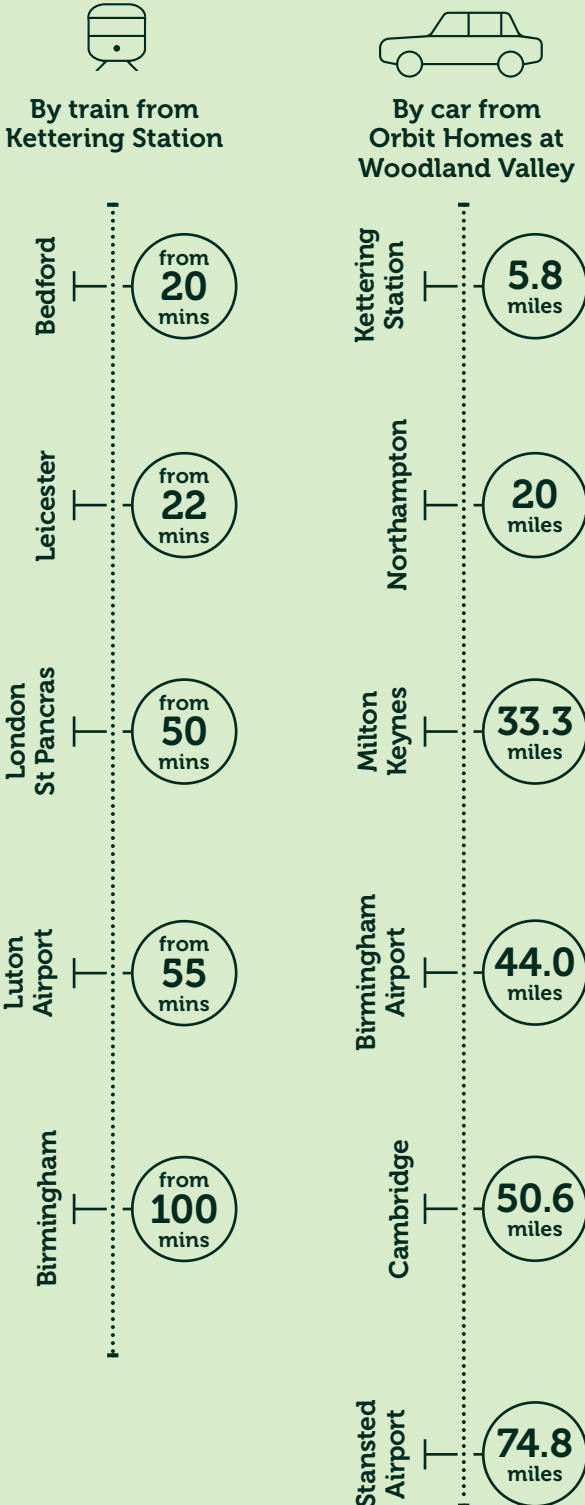 By train from
Kettering Station
Bedford
from
20
mins
Leicester
from
22
mins
London
St Pancras
from
50
mins
Luton
Airport
from
55
mins
Birmingham
from
100
mins
By car from
Orbit Homes at
Woodland Valley
Kettering
Station
5.8
miles
Northampton
20
miles
Milton
Keynes
33.3
miles
Birmingham
Airport
44.0
miles
Cambridge
50.6
miles
Stansted
Airport
74.8
miles